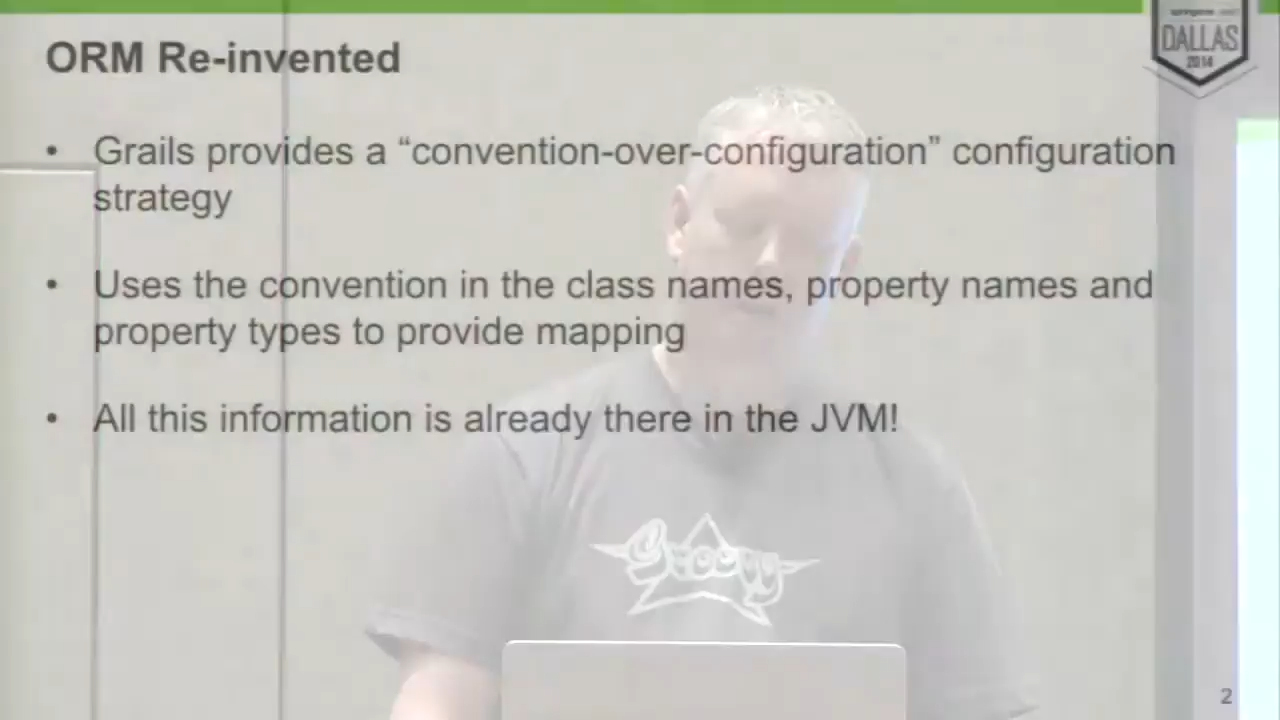 ORM Re-invented
DALLAS
2014
• Grails provides a “convention-over-configuration” configuration
strategy
• Uses the convention in the class names, property names and
property types to provide mapping
• All this information is already there in the JVM!
Groovy
2